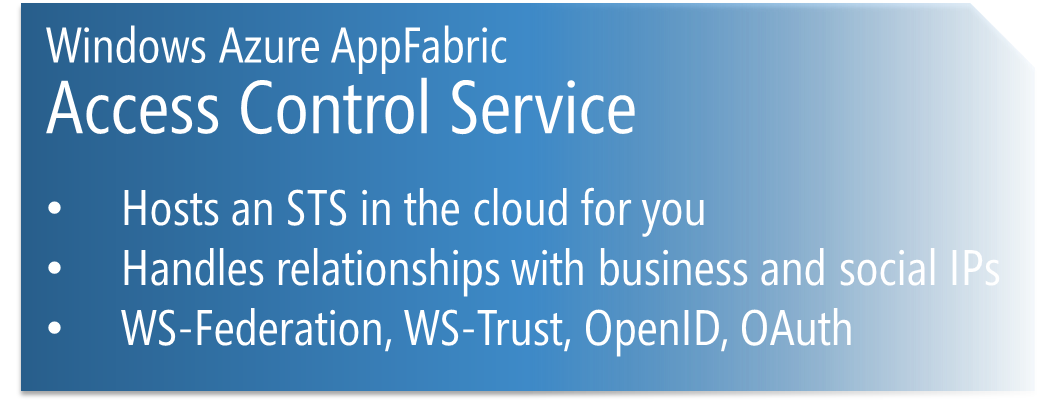 Windows Azure AppFabric
Access Control Service
• Hosts an STS in the cloud for you
• Handles relationships with business and social IPs
• WS-Federation, WS-Trust, OpenID, OAuth